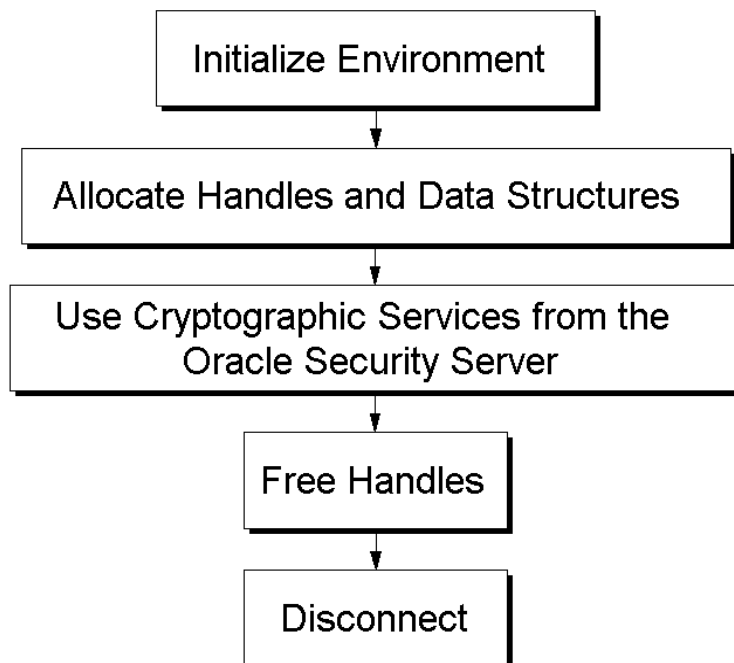 Initialize Environment
Allocate Handles and Data Structures
Use Cryptographic Services from the
Oracle Security Server
Free Handles
Disconnect